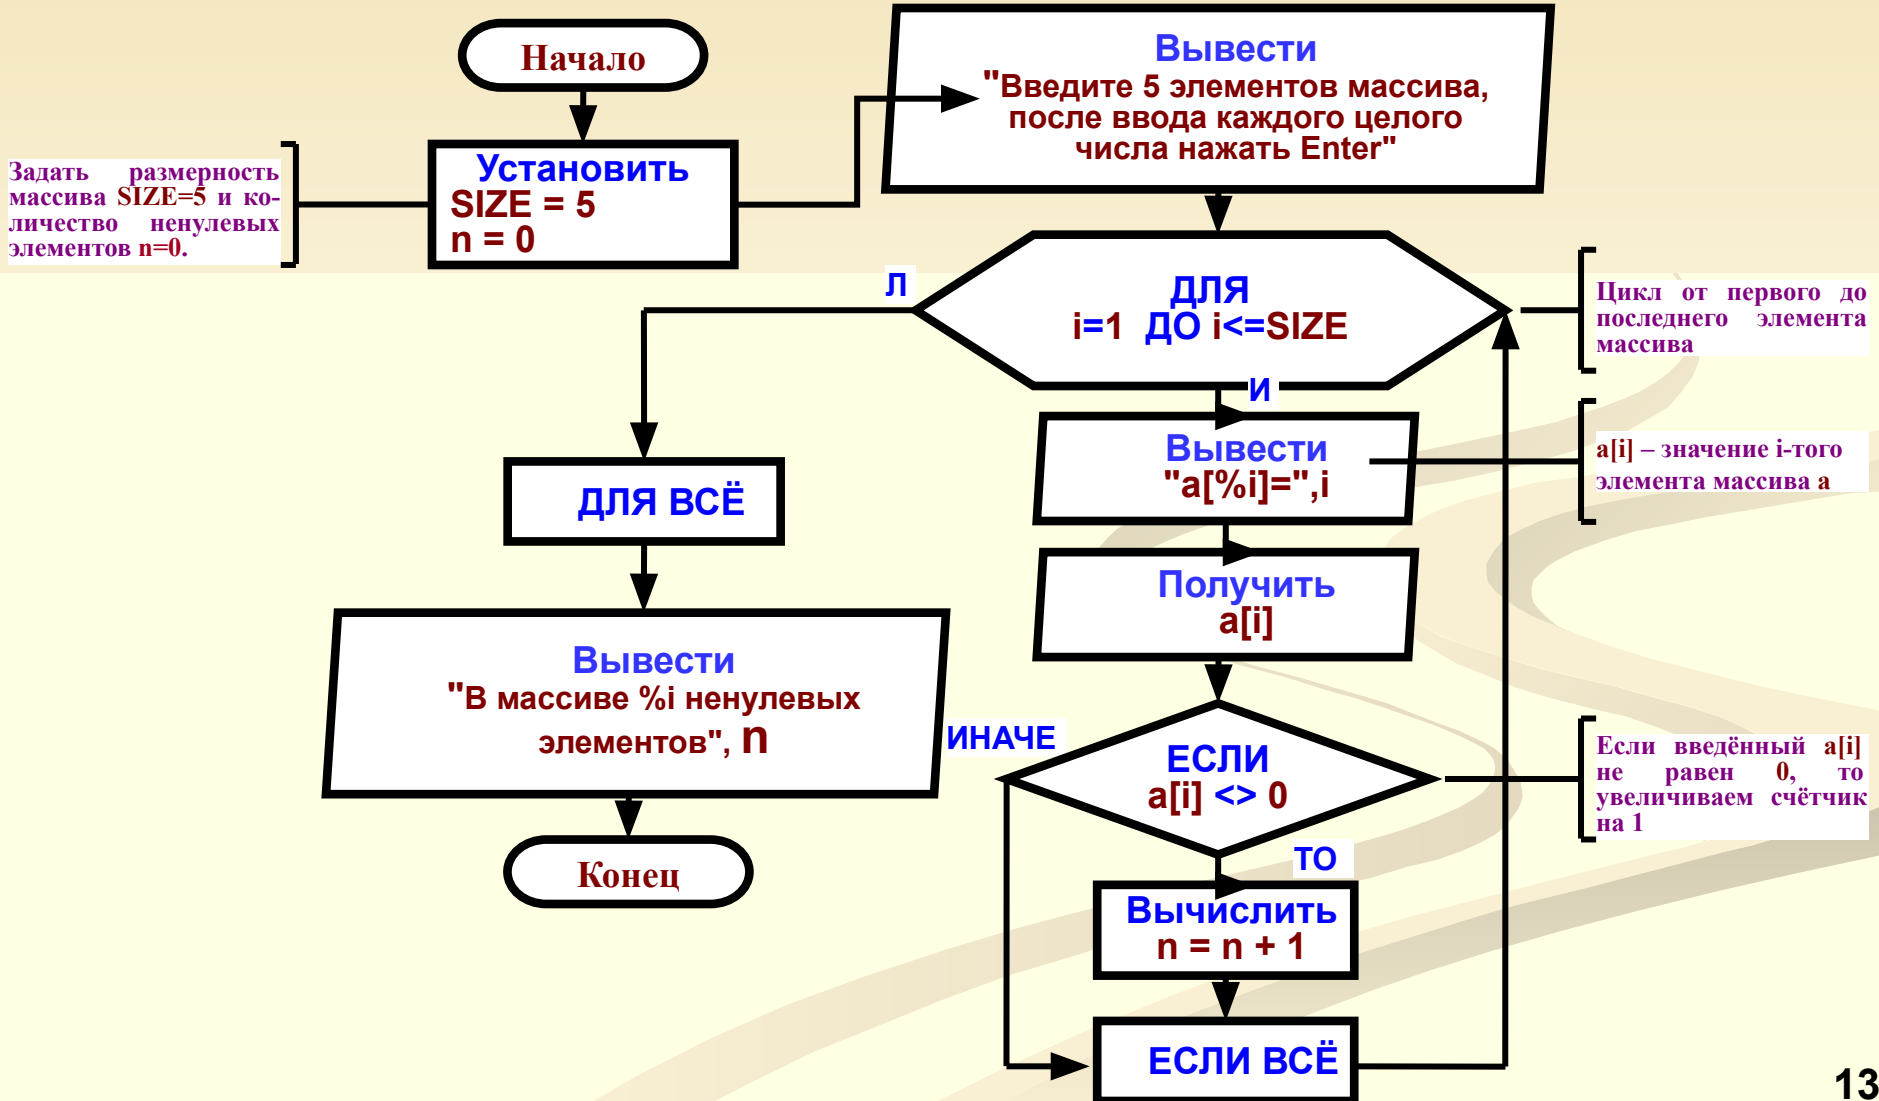 Начало
Задать размерность
массива SIZE=5 и ко-
личество ненулевых
элементов n=0.
Установить
SIZE = 5
n = 0
Вывести
"Введите 5 элементов массива,
после ввода каждого целого
числа нажать Enter"
Л
ДЛЯ
i=1 ДО i<=SIZE
Цикл от первого до
последнего элемента
массива
И
Вывести
"a[%i]=",i
a[i] – значение i-того
элемента массива a
ДЛЯ ВСЁ
Получить
a[i]
Вывести
"В массиве %i ненулевых
элементов", n
ИНАЧЕ
ЕСЛИ
a[i] <> 0
Если введённый a[i]
не равен 0, то
увеличиваем счётчик
на 1
ТО
Конец
Вычислить
n = n + 1
ЕСЛИ ВСЁ
13